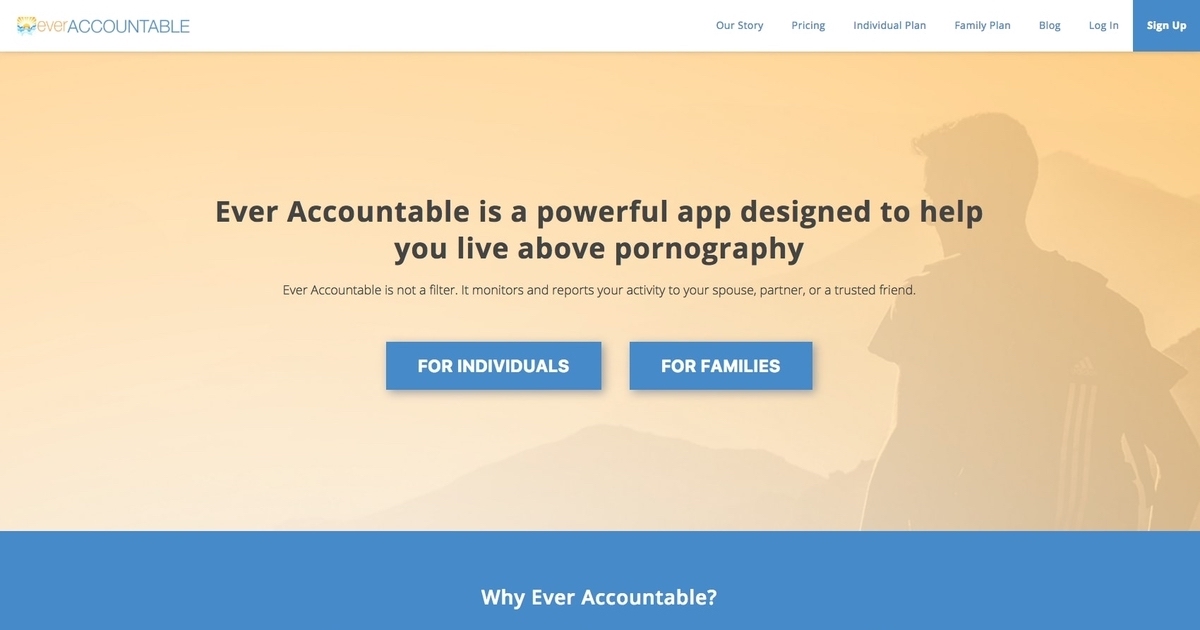 everACCOUNTABLE
Our Story
Pricing
Individual Plan
Family Plan
Blog
Log In
Sign Up
Ever Accountable is a powerful app designed to help
you live above pornography
Ever Accountable is not a filter. It monitors and reports your activity to your spouse, partner, or a trusted friend.
FOR INDIVIDUALS
FOR FAMILIES
Why Ever Accountable?